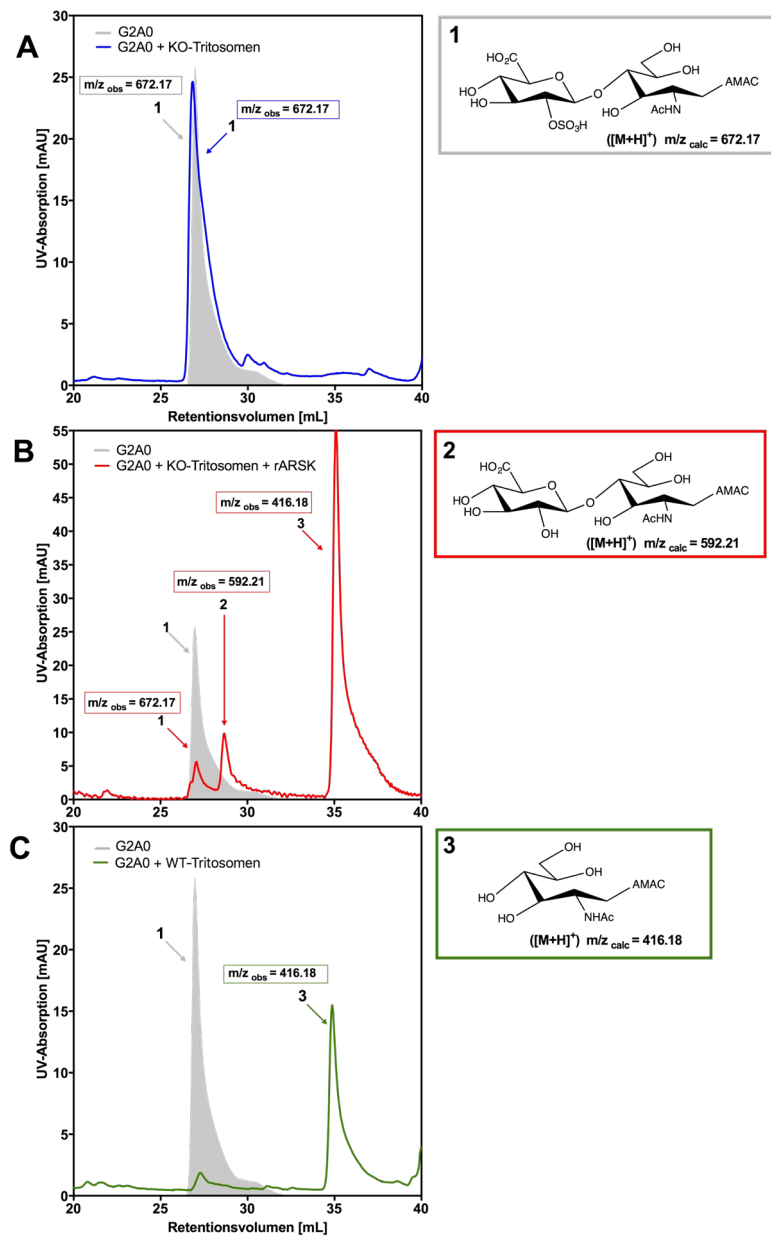 A
30
25
20
15
10
5
0
20
25
30
35
40
UV-Absorption [mAU]
Retentionsvolumen [mL]
G2A0
G2A0 + KO-Tritosomen
m/z obs = 672.17
1
1
m/z obs = 672.17
1
HO₂C
HO
HO
O
OSO₃H
O
O
OH
OH
HO
AcHN
AMAC
([M+H]⁺) m/z calc = 672.17
B
55
50
45
40
35
30
25
20
15
10
5
0
20
25
30
35
40
UV-Absorption [mAU]
Retentionsvolumen [mL]
G2A0
G2A0 + KO-Tritosomen + rARSK
m/z obs = 416.18
3
m/z obs = 592.21
2
1
m/z obs = 672.17
1
2
HO₂C
HO
HO
O
OH
O
O
OH
OH
HO
AcHN
AMAC
([M+H]⁺) m/z calc = 592.21
C
30
25
20
15
10
5
0
20
25
30
35
40
UV-Absorption [mAU]
Retentionsvolumen [mL]
G2A0
G2A0 + WT-Tritosomen
1
m/z obs = 416.18
3
3
OH
OH
HO
HO
NHAc
AMAC
([M+H]⁺) m/z calc = 416.18